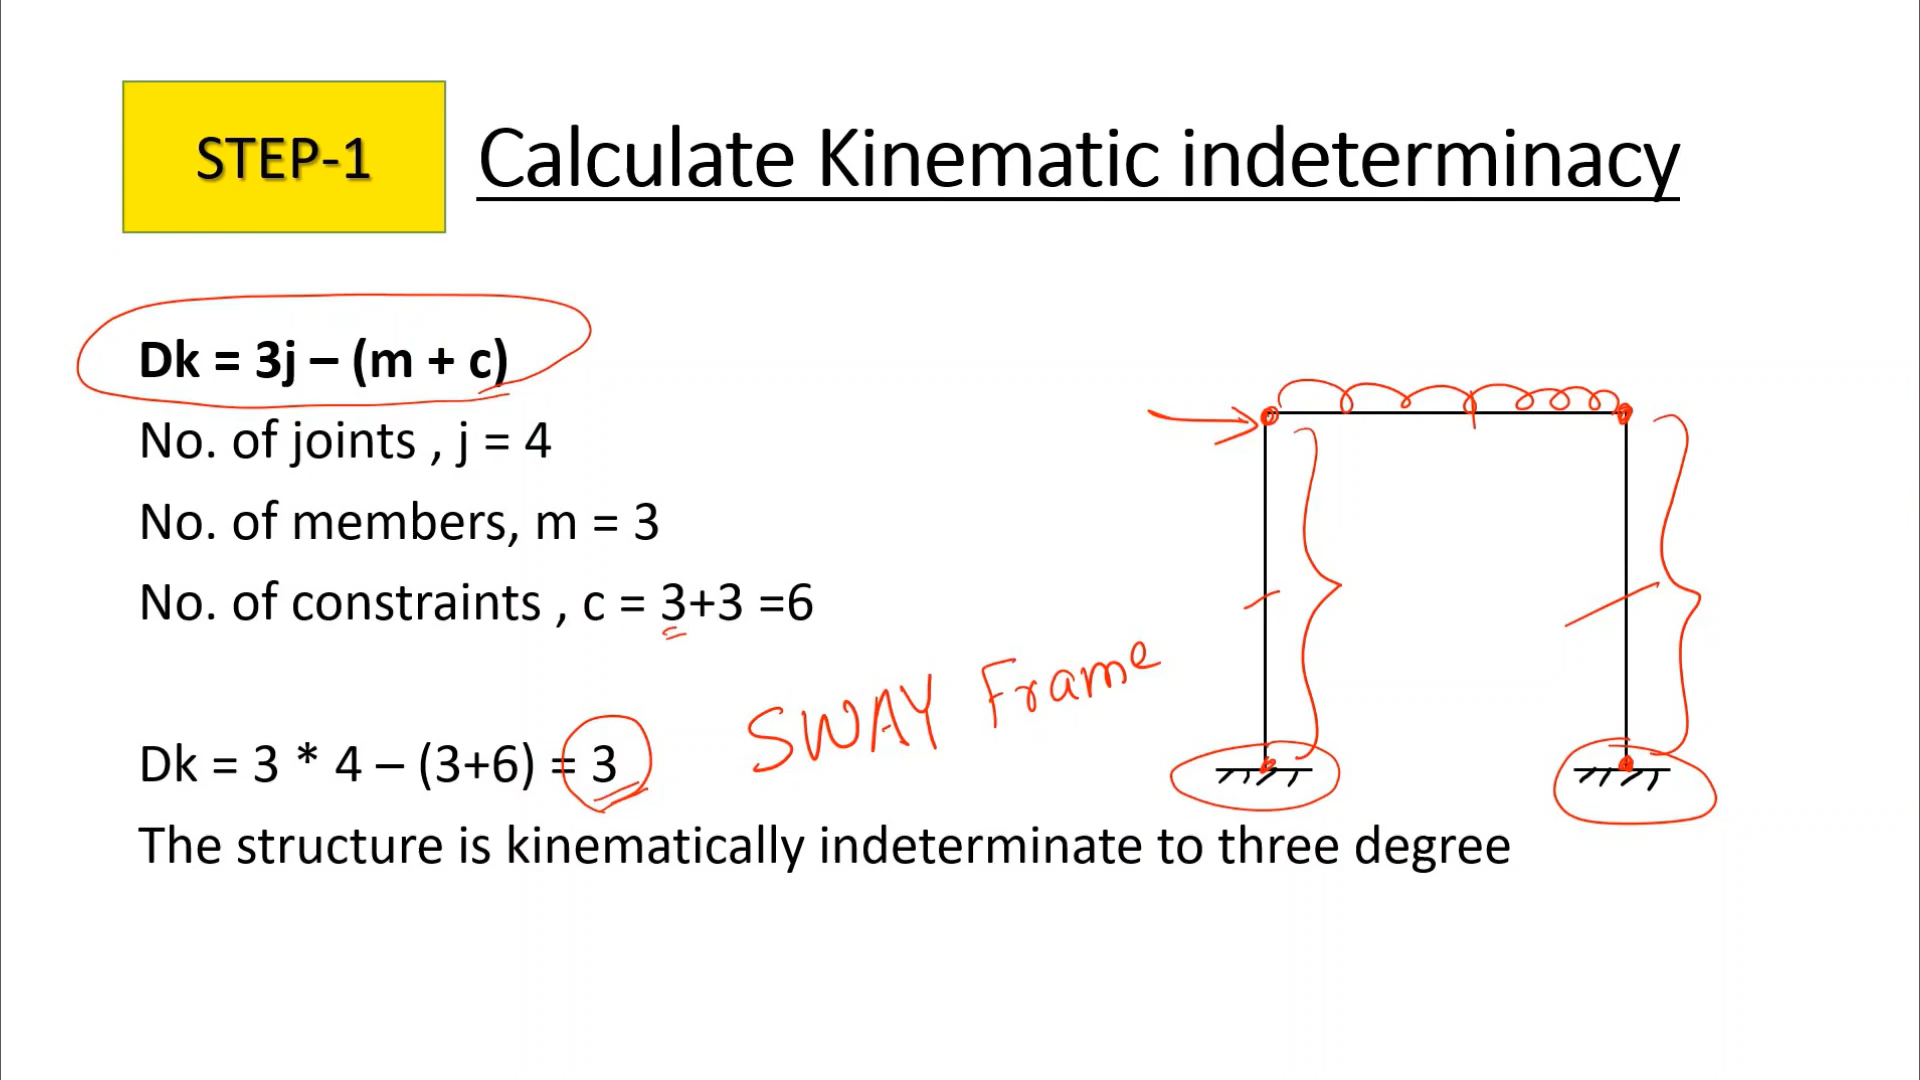 STEP-1
Calculate Kinematic indeterminacy
Dk = 3j – (m + c)
No. of joints , j = 4
No. of members, m = 3
No. of constraints , c = 3+3 =6
SWAY Frame
Dk = 3 * 4 – (3+6) = 3
The structure is kinematically indeterminate to three degree